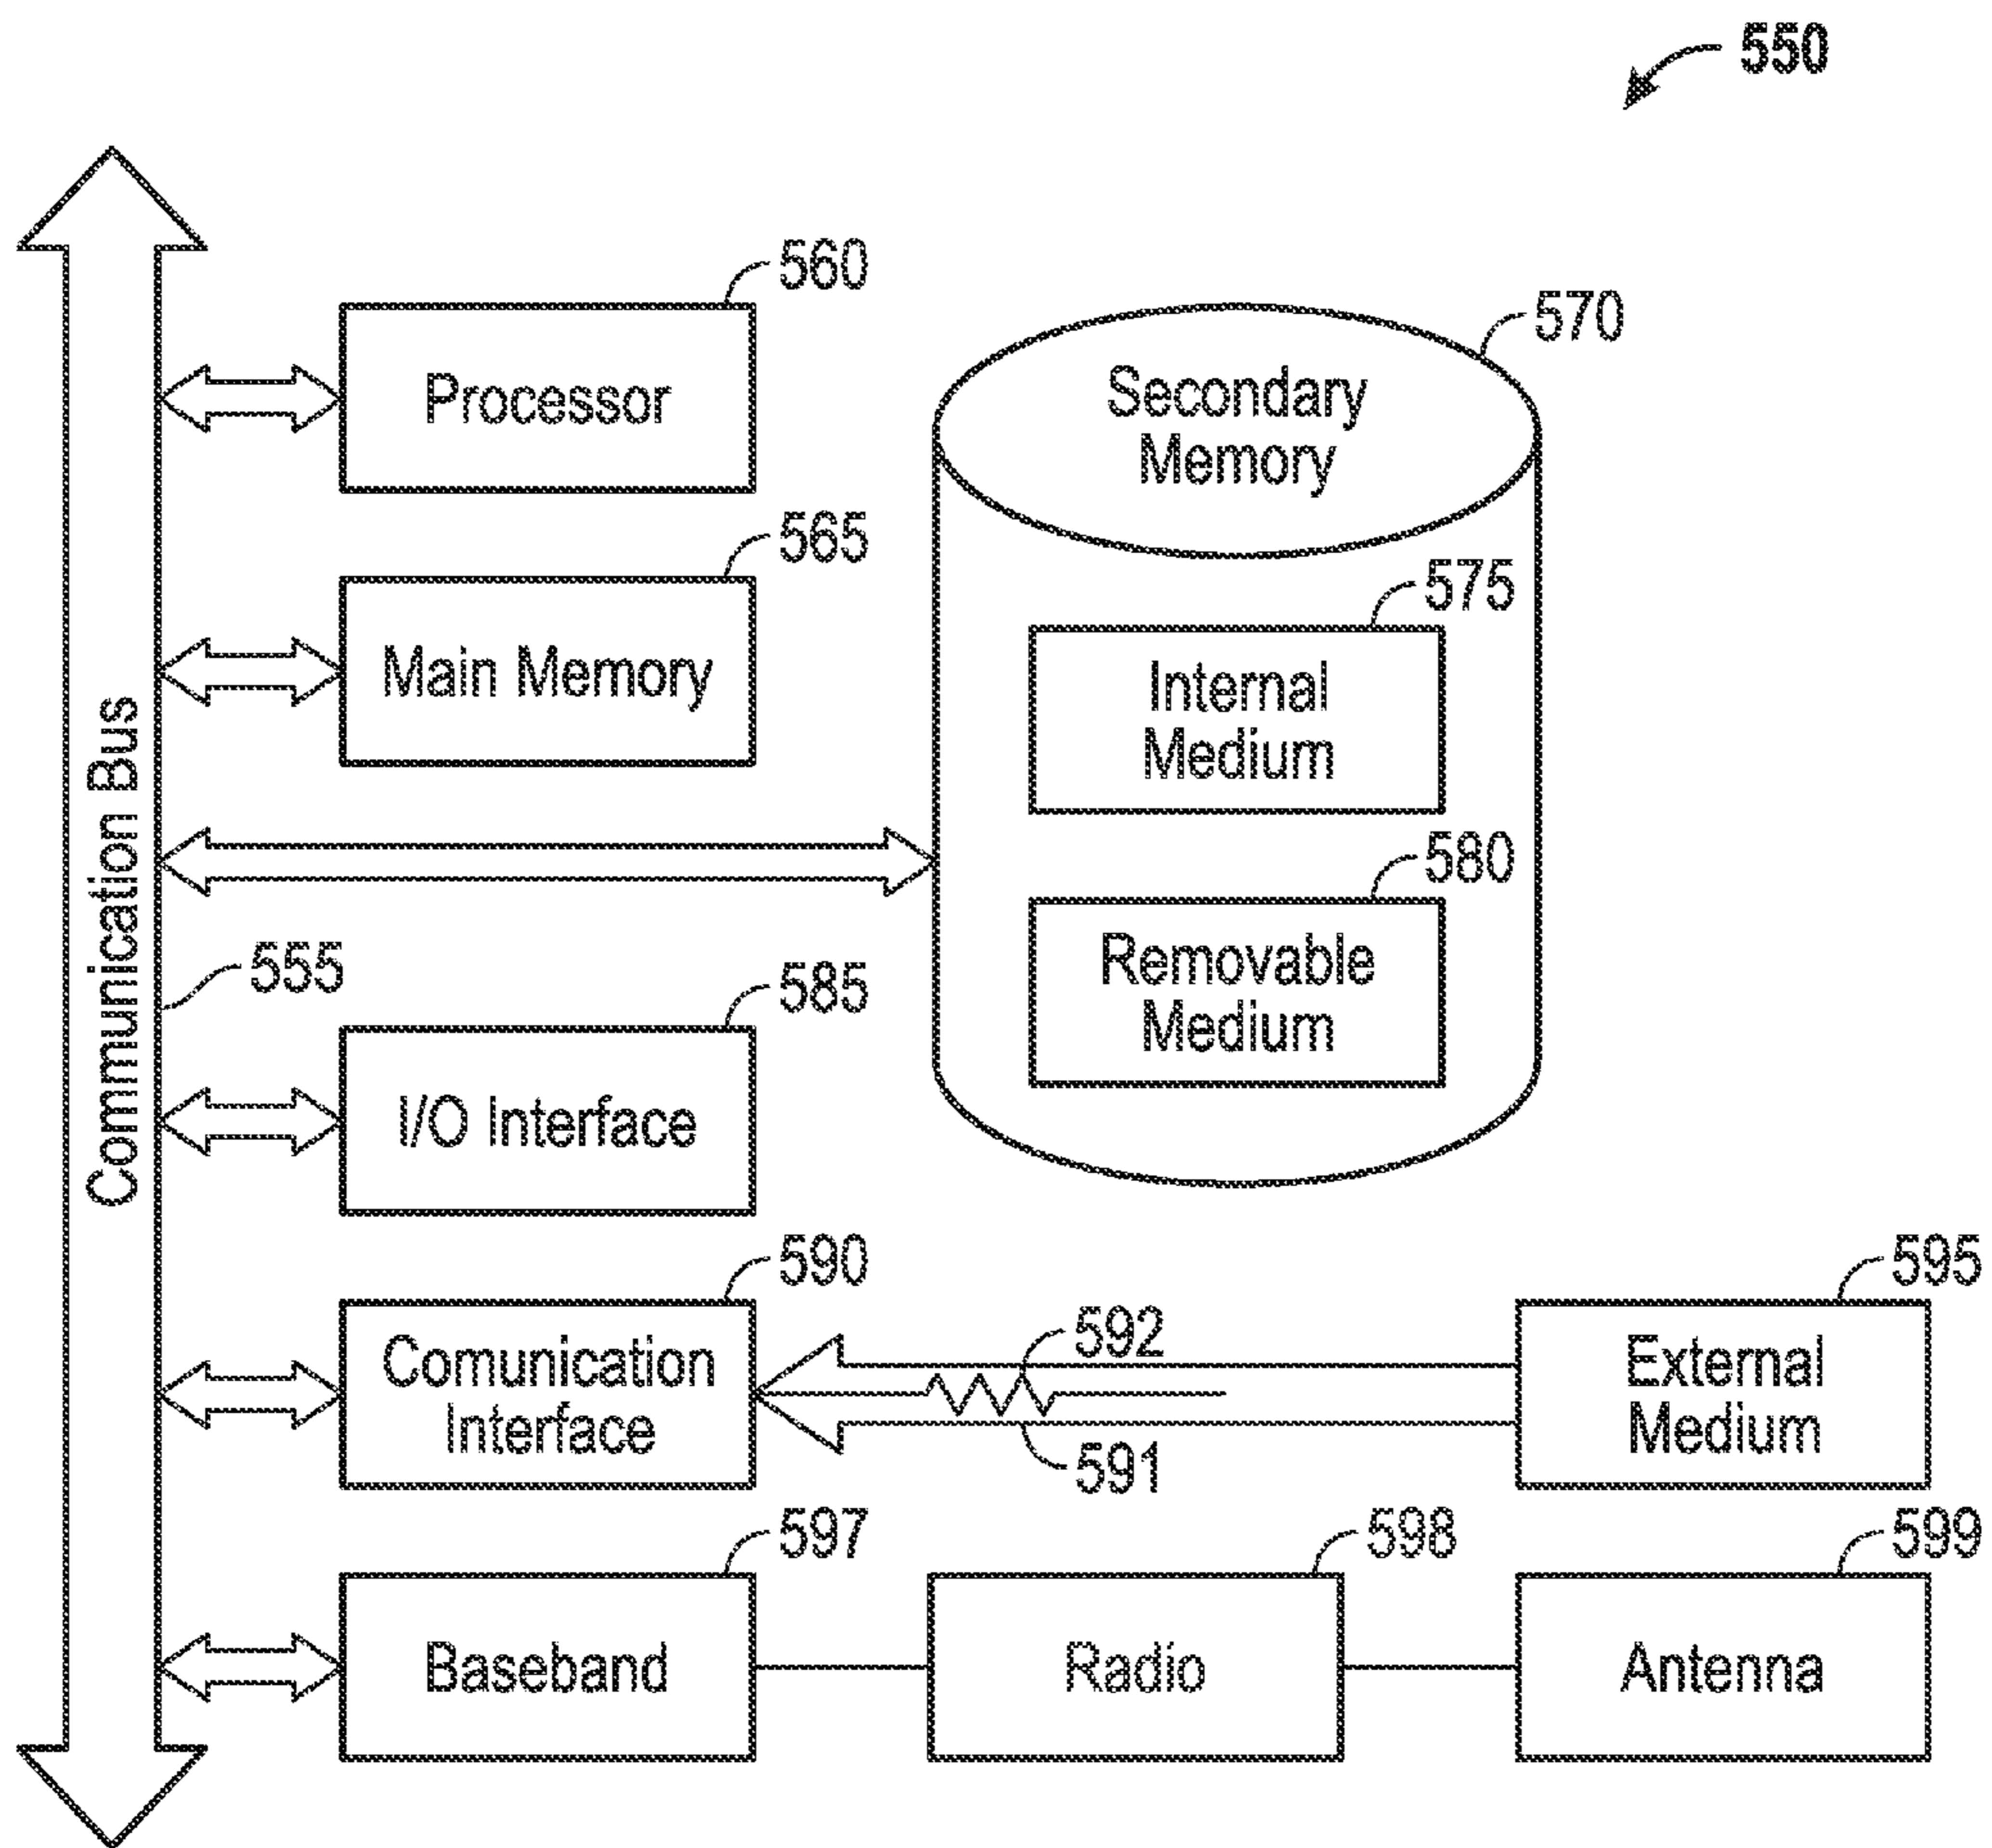 550
560
Processor
570
Secondary
Memory
565
Main Memory
575
Internal
Medium
580
Removable
Medium
Communication Bus
555
585
I/O Interface
590
Comunication
Interface
592
591
595
External
Medium
597
Baseband
598
Radio
599
Antenna